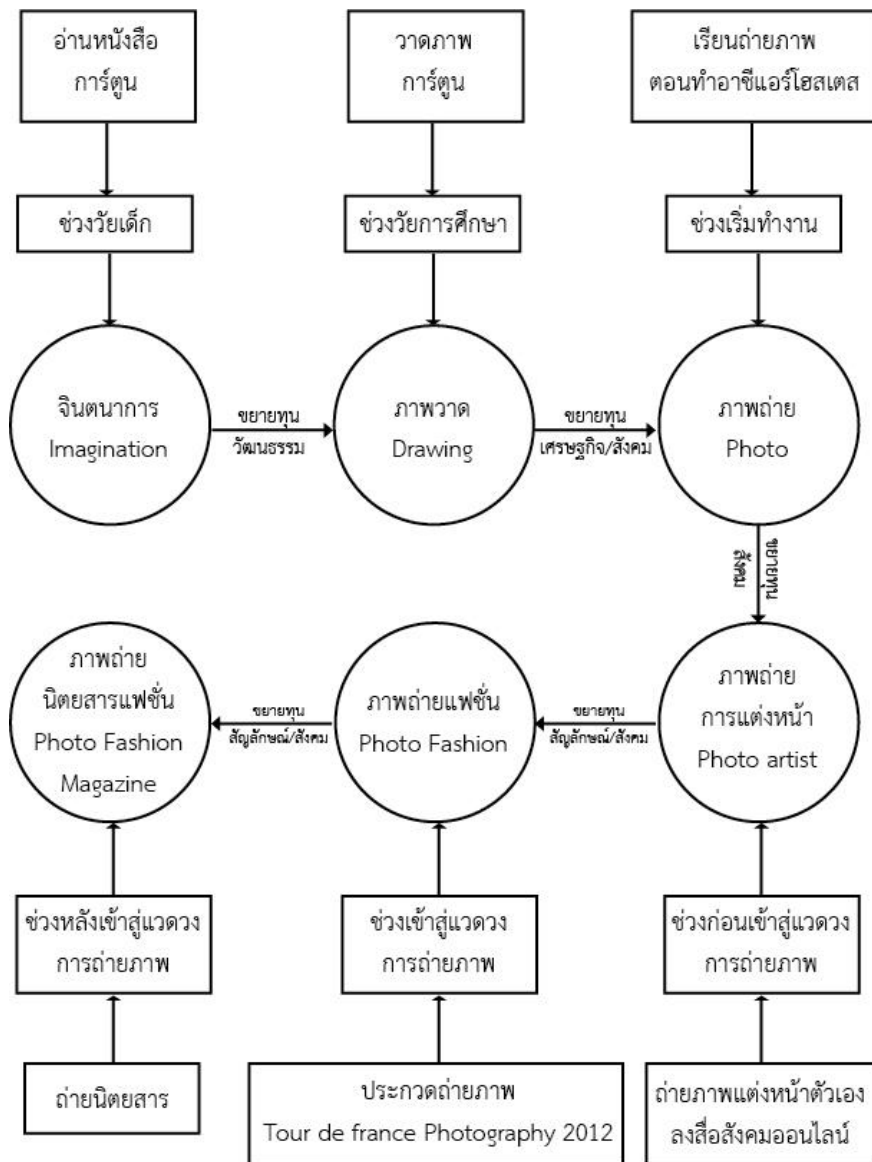 อ่านหนังสือ
การ์ตูน
วาดภาพ
การ์ตูน
เรียนถ่ายภาพ
ตอนทำอาชีแอร์โฮสเตส
ช่วงวัยเด็ก
ช่วงวัยการศึกษา
ช่วงเริ่มทำงาน
จินตนาการ
Imagination
ขยายทุน
วัฒนธรรม
ภาพวาด
Drawing
ขยายทุน
เศรษฐกิจ/สังคม
ภาพถ่าย
Photo
ขยายทุน
สังคม
ภาพถ่าย
นิตยสารแฟชั่น
Photo Fashion
Magazine
ขยายทุน
สัญลักษณ์/สังคม
ภาพถ่ายแฟชั่น
Photo Fashion
ขยายทุน
สัญลักษณ์/สังคม
ภาพถ่าย
การแต่งหน้า
Photo artist
ช่วงหลังเข้าสู่แวดวง
การถ่ายภาพ
ช่วงเข้าสู่แวดวง
การถ่ายภาพ
ช่วงก่อนเข้าสู่แวดวง
การถ่ายภาพ
ถ่ายนิตยสาร
ประกวดถ่ายภาพ
Tour de france Photography 2012
ถ่ายภาพแต่งหน้าตัวเอง
ลงสื่อสังคมออนไลน์